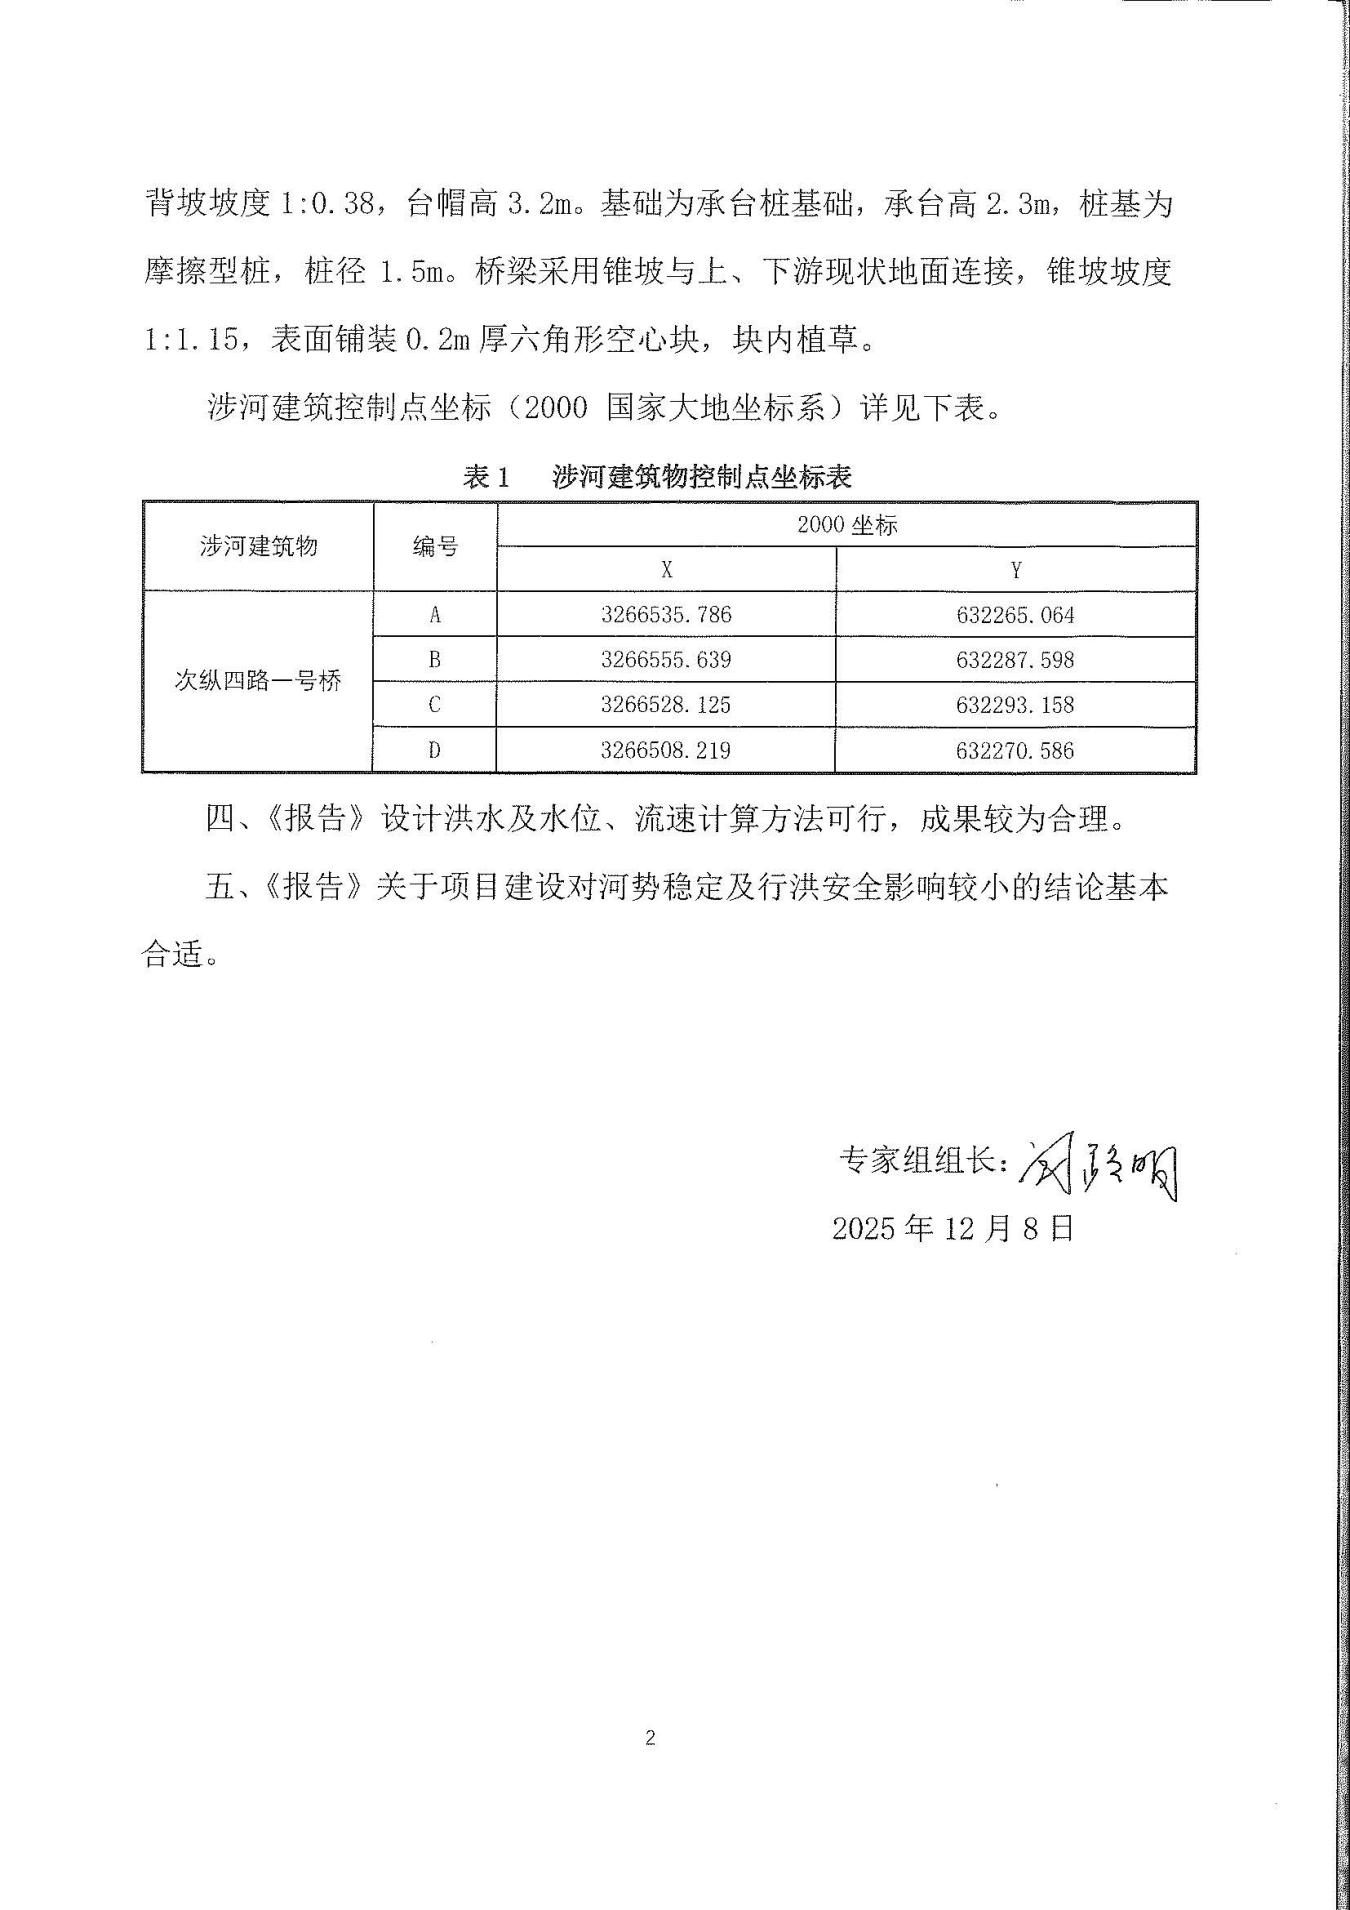 背坡坡度 1:0.38，台帽高 3.2m。基础为承台桩基础，承台高 2.3m，桩基为
摩擦型桩，桩径 1.5m。桥梁采用锥坡与上、下游现状地面连接，锥坡坡度
1:1.15，表面铺装 0.2m 厚六角形空心块，块内植草。
涉河建筑控制点坐标（2000 国家大地坐标系）详见下表。
表 1 涉河建筑物控制点坐标表
涉河建筑物 编号 2000 坐标
X Y
次纵四路一号桥
A 3266535.786 632265.064
B 3266555.639 632287.598
C 3266528.125 632293.158
D 3266508.219 632270.586
四、《报告》设计洪水及水位、流速计算方法可行，成果较为合理。
五、《报告》关于项目建设对河势稳定及行洪安全影响较小的结论基本
合适。
专家组组长:
2025 年 12 月 8 日
2